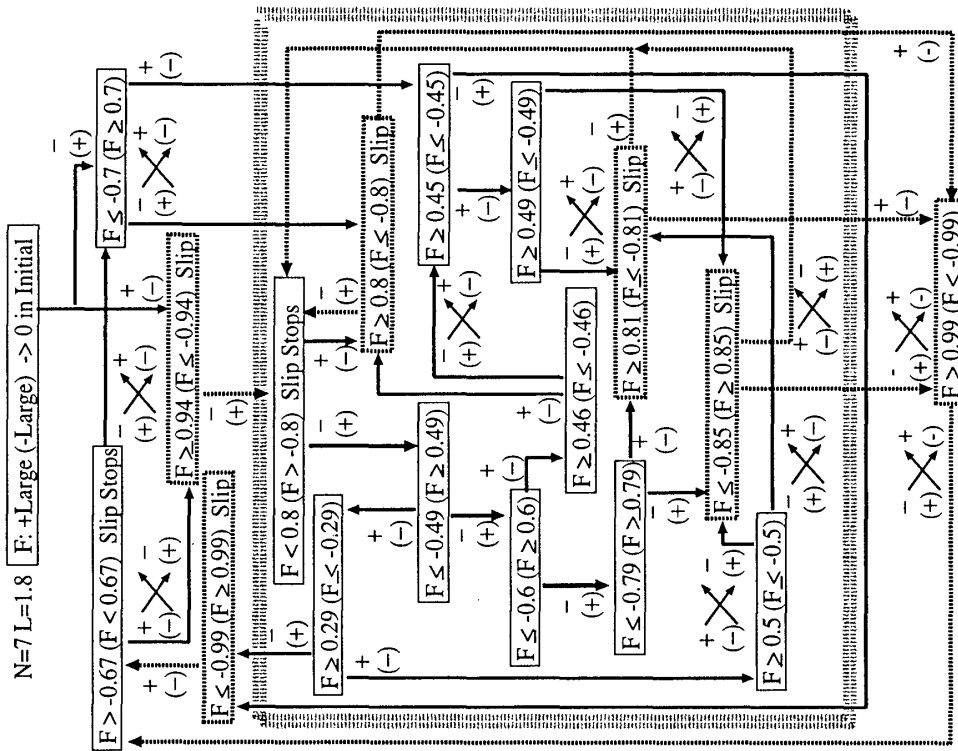 N=7 L=1.8 F: +Large (-Large) -> 0 in Initial
F > -0.67 (F < 0.67) Slip Stops
F ≤ -0.7 (F ≥ 0.7)
F ≥ 0.94 (F ≤ -0.94) Slip
F ≤ -0.99 (F ≥ 0.99) Slip
F < 0.8 (F > -0.8) Slip Stops
F ≥ 0.29 (F ≤ -0.29)
F ≥ 0.8 (F ≤ -0.8) Slip
F ≤ -0.49 (F ≥ 0.49)
F ≥ 0.45 (F ≤ -0.45)
F ≤ -0.6 (F ≥ 0.6)
F ≥ 0.49 (F ≤ -0.49)
F ≥ 0.46 (F ≤ -0.46)
F ≤ -0.79 (F ≥ 0.79)
F ≥ 0.81 (F ≤ -0.81) Slip
F ≤ -0.85 (F ≥ 0.85) Slip
F ≥ 0.5 (F ≤ -0.5)
F ≥ 0.99 (F ≤ -0.99)